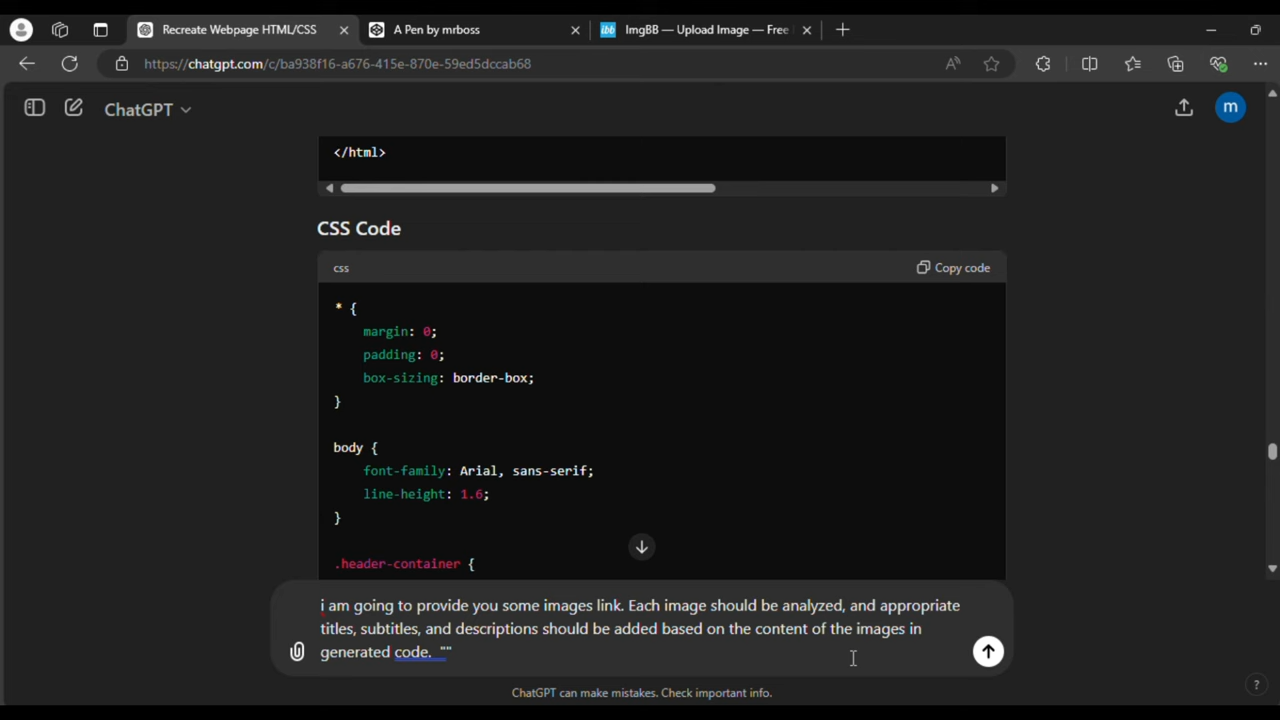 Recreate Webpage HTML/CSS
A Pen by mrboss
ibb ImgBB — Upload Image — Free
https://chatgpt.com/c/ba938f16-a676-415e-870e-59ed5dccab68
ChatGPT
m
</html>
CSS Code
css
Copy code
* {
margin: 0;
padding: 0;
box-sizing: border-box;
}
body {
font-family: Arial, sans-serif;
line-height: 1.6;
}
.header-container {
i am going to provide you some images link. Each image should be analyzed, and appropriate
titles, subtitles, and descriptions should be added based on the content of the images in
generated code.  ""
ChatGPT can make mistakes. Check important info.
?